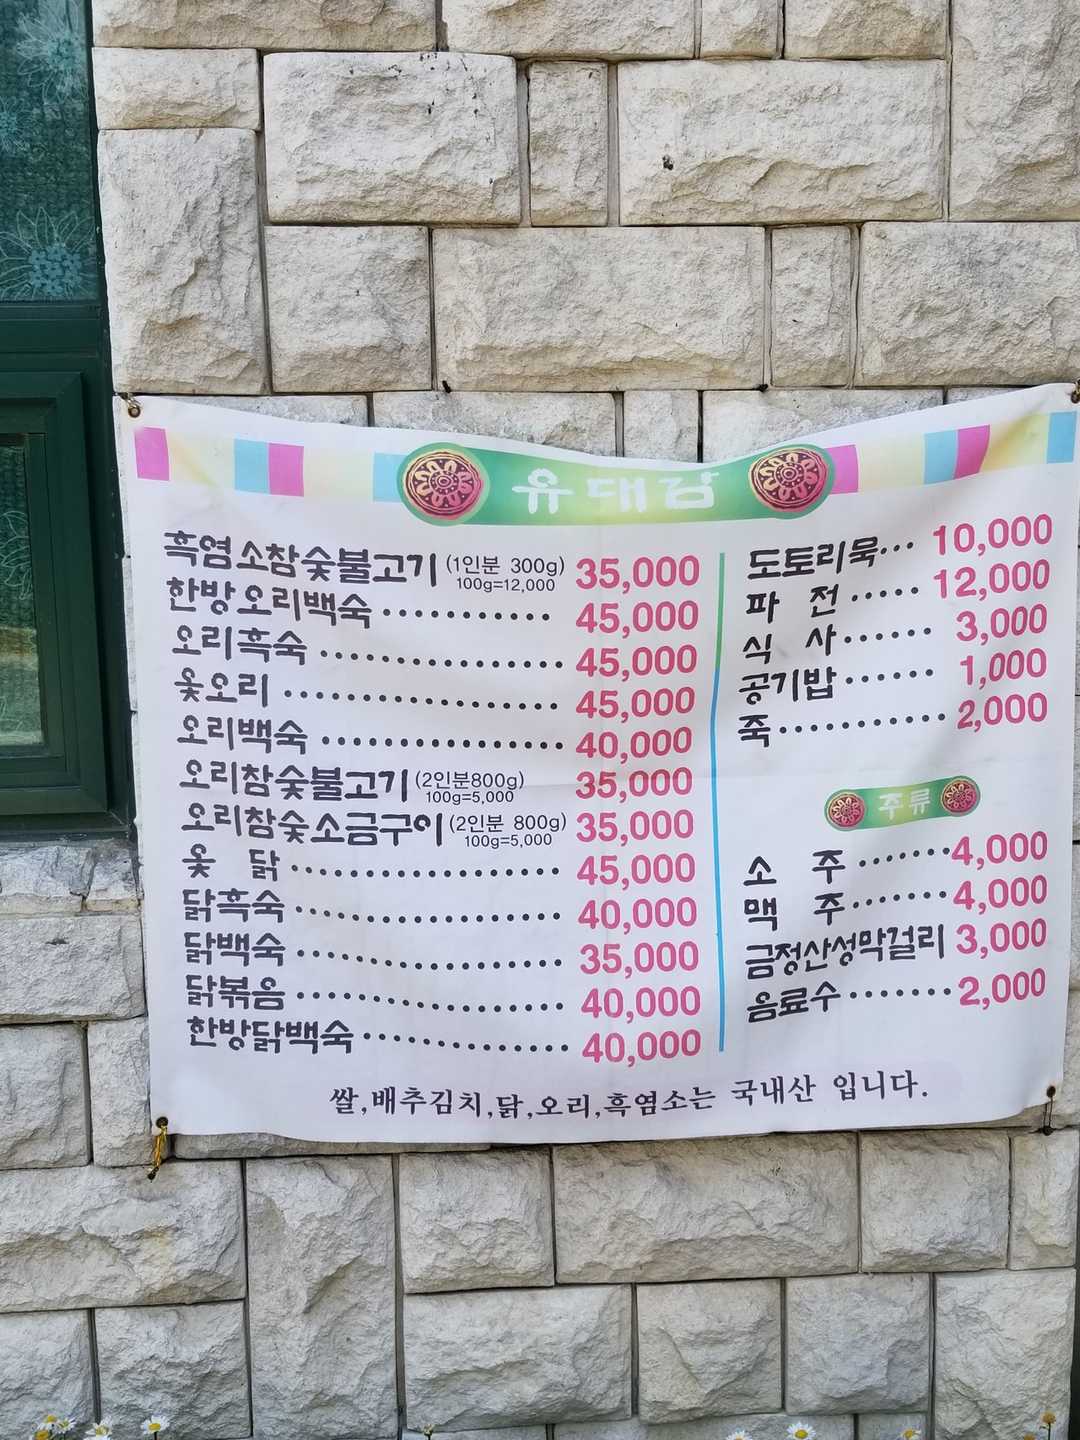 유대감
흑염소참숯불고기 (1인분 300g) 100g=12,000 35,000
한방오리백숙 45,000
오리흑숙 45,000
옻오리 45,000
오리백숙 40,000
오리참숯불고기 (2인분800g) 100g=5,000 35,000
오리참숯소금구이 (2인분 800g) 100g=5,000 35,000
옻 닭 45,000
닭흑숙 40,000
닭백숙 35,000
닭볶음 40,000
한방닭백숙 40,000
도토리묵 10,000
파 전 12,000
식 사 3,000
공기밥 1,000
죽 2,000
주류
소 주 4,000
맥 주 4,000
금정산성막걸리 3,000
음료수 2,000
쌀,배추김치,닭,오리,흑염소는 국내산 입니다.